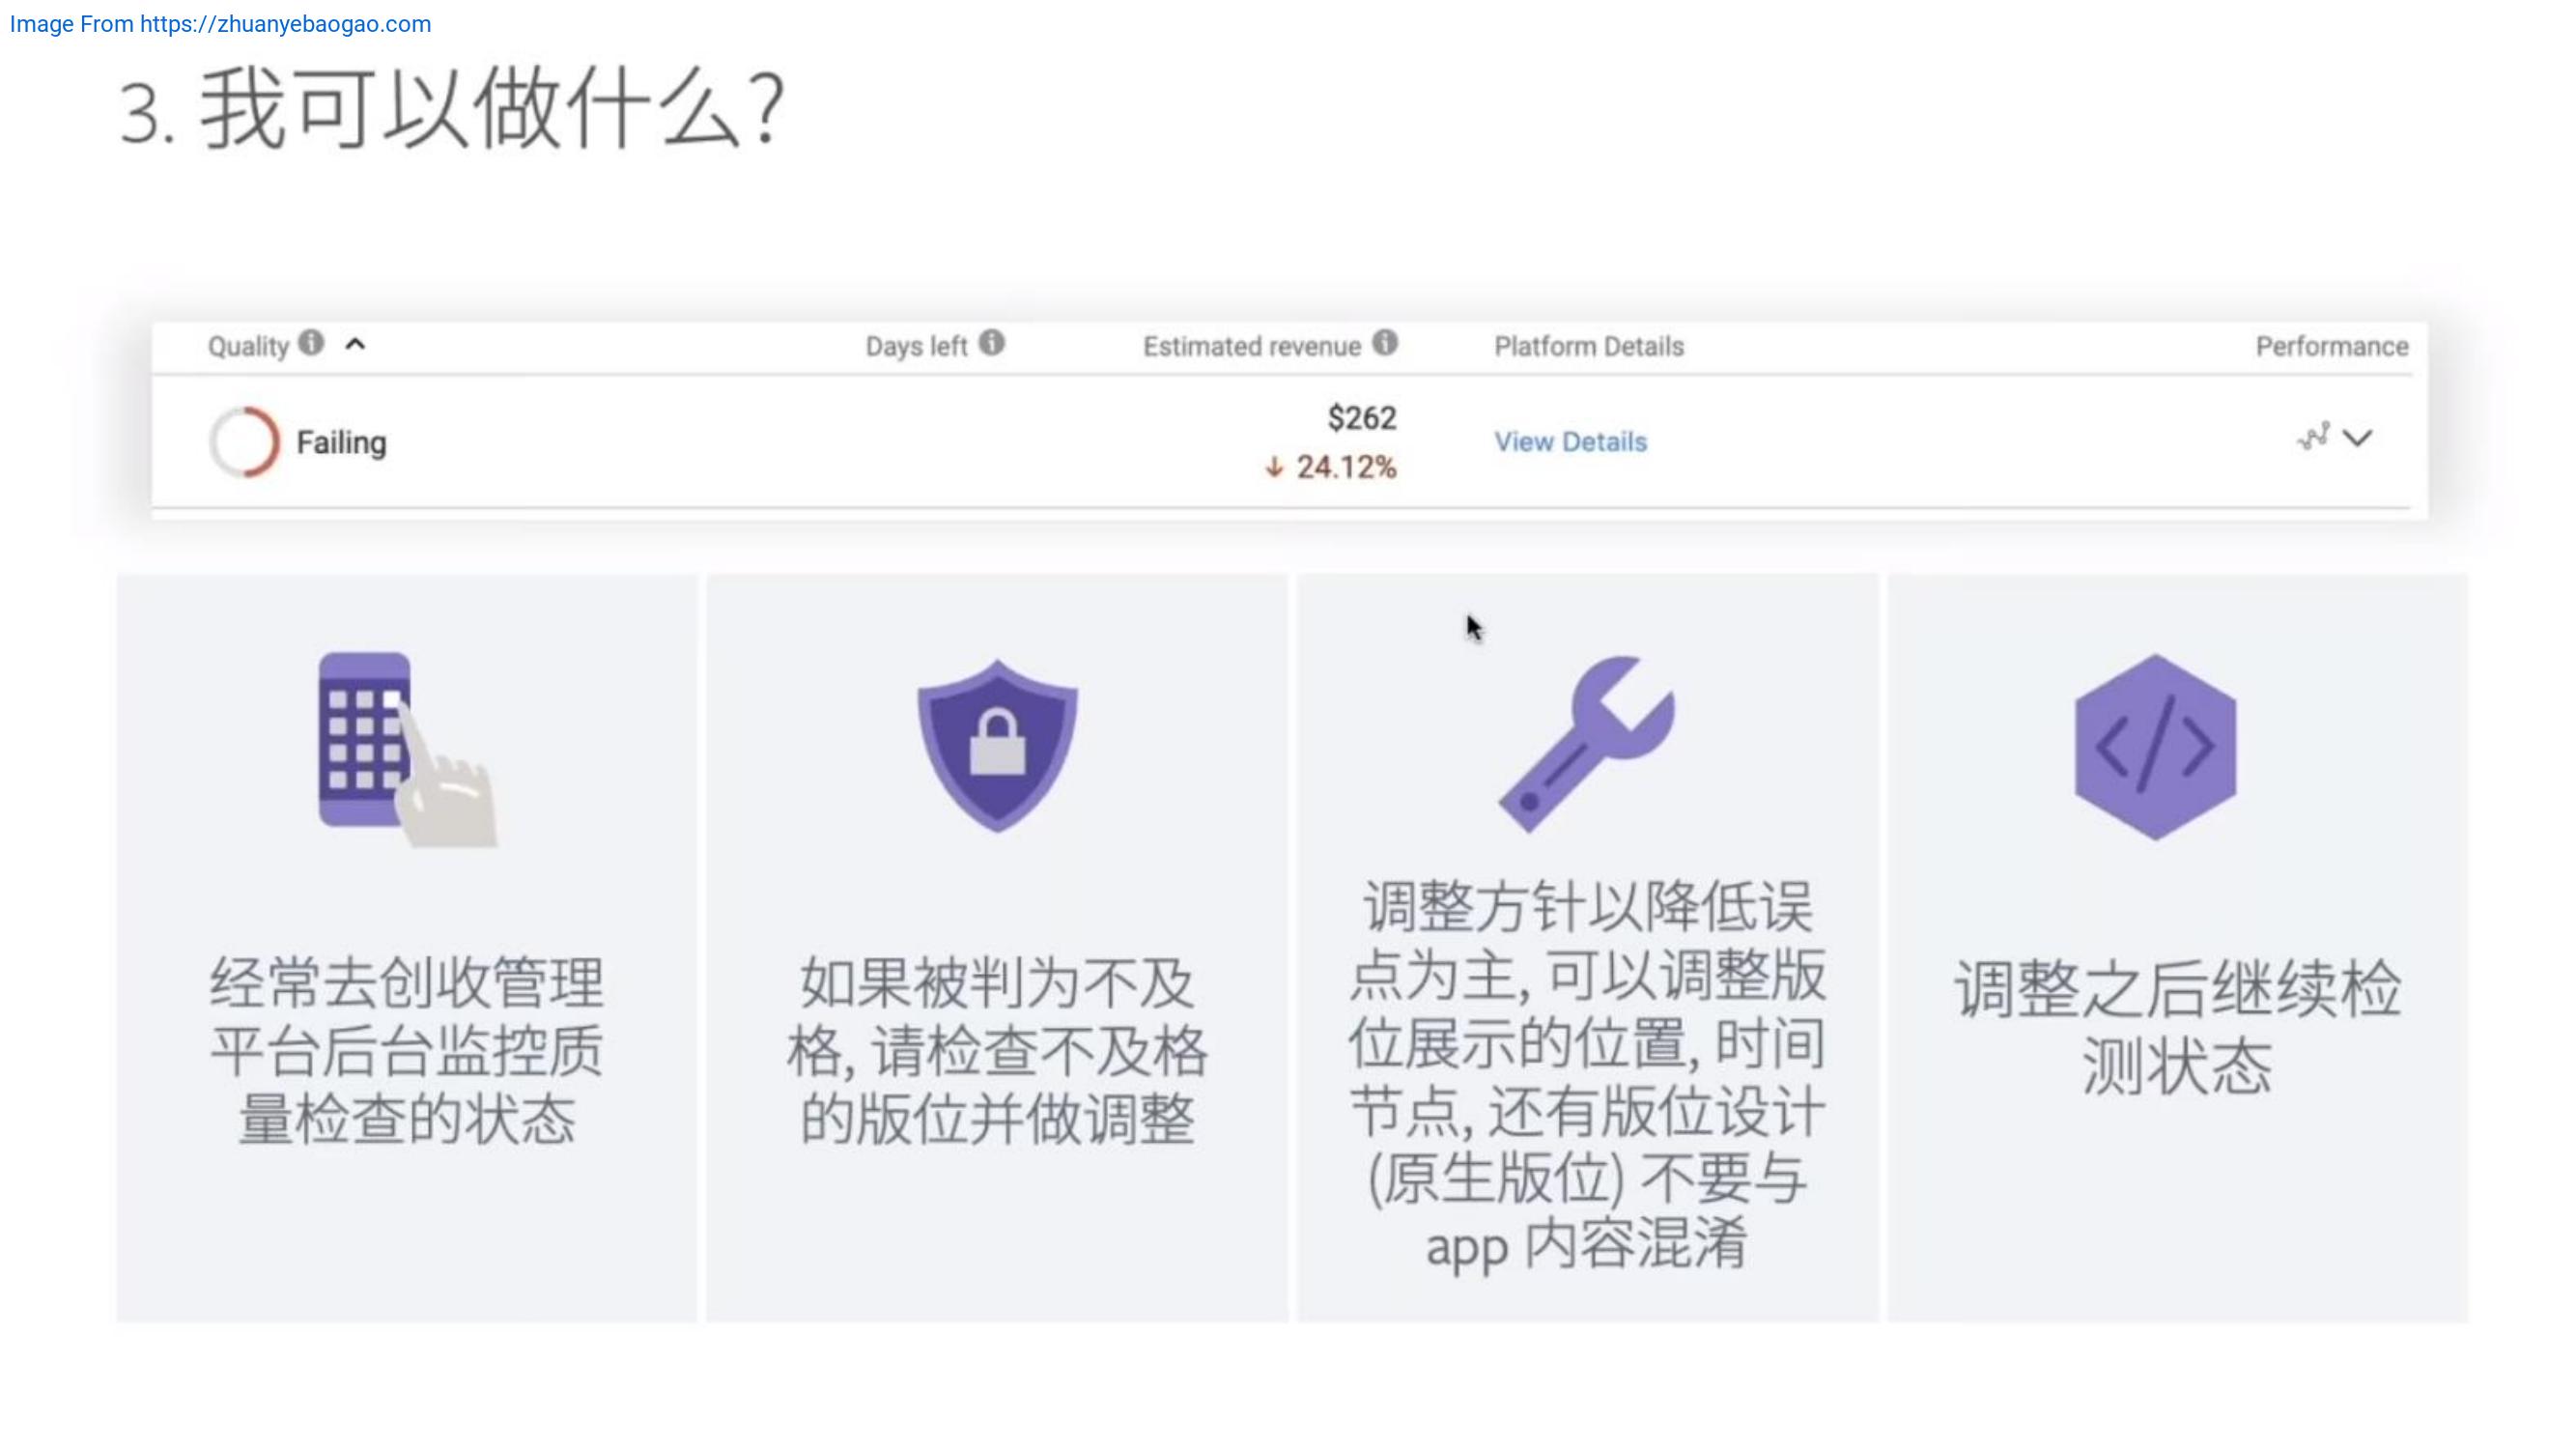 Image From https://zhuanyebaogao.com
3. 我可以做什么?
Quality Days left Estimated revenue Platform Details Performance
Failing $262 View Details
24.12%
经常去创收管理
平台后台监控质
量检查的状态
如果被判为不及
格, 请检查不及格
的版位并做调整
调整方针以降低误
点为主, 可以调整版
位展示的位置, 时间
节点, 还有版位设计
(原生版位) 不要与
app 内容混淆
调整之后继续检
测状态